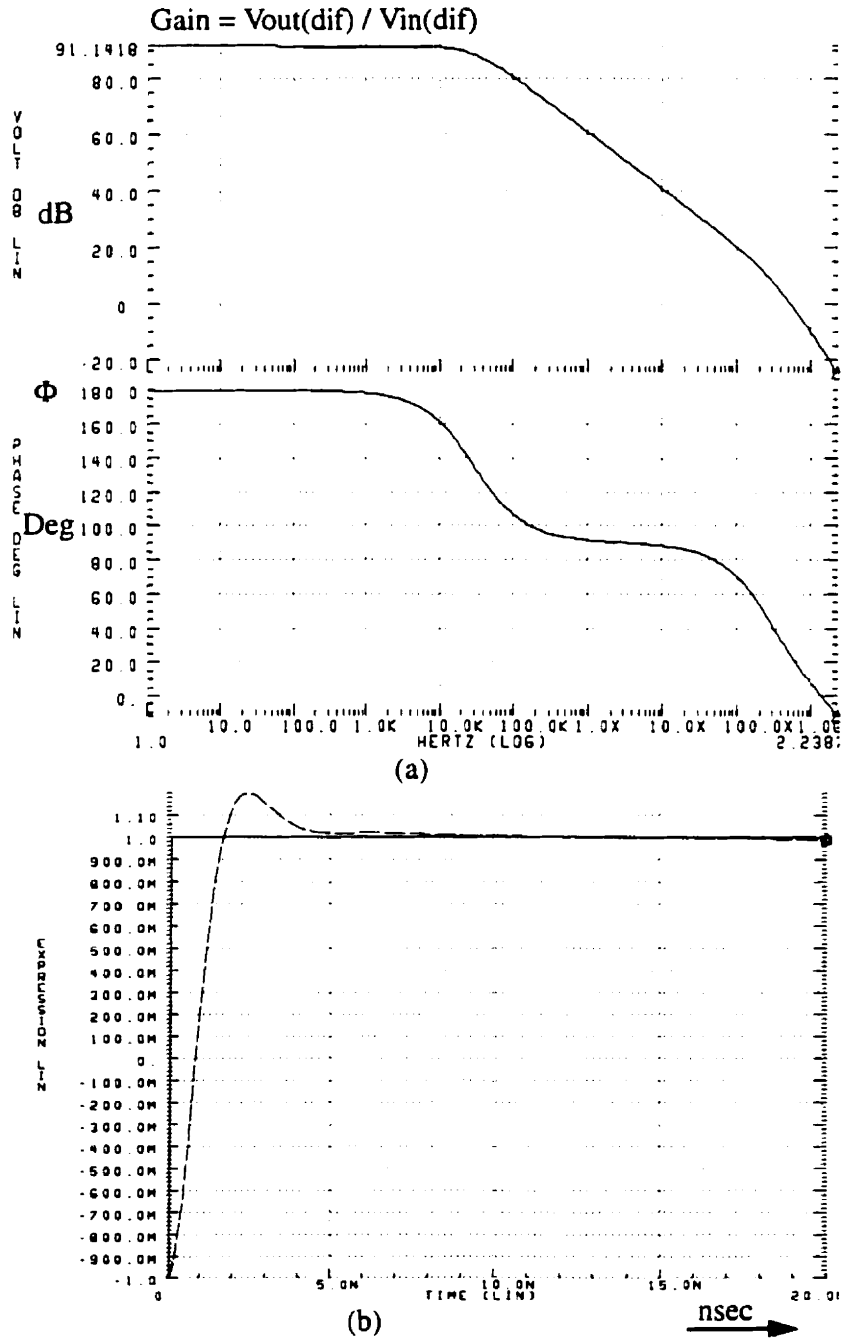 Gain = Vout(dif) / Vin(dif)
91.1418
80.0
60.0
40.0
20.0
0
-20.0
VOLT DB LIN
dB
Φ
180.0
160.0
140.0
120.0
100.0
80.0
60.0
40.0
20.0
0.
PHASE DEG LIN
Deg
1.0
10.0
100.0
1.0K
10.0K
100.0K
1.0X
10.0X
100.0X
HERTZ (LOG)
(a)
1.10
1.0
900.0M
800.0M
700.0M
600.0M
500.0M
400.0M
300.0M
200.0M
100.0M
0.
-100.0M
-200.0M
-300.0M
-400.0M
-500.0M
-600.0M
-700.0M
-800.0M
-900.0M
-1.0
EXPRESSION LIN
0
5.0N
10.0N
15.0N
TIME (LIN)
(b)
nsec